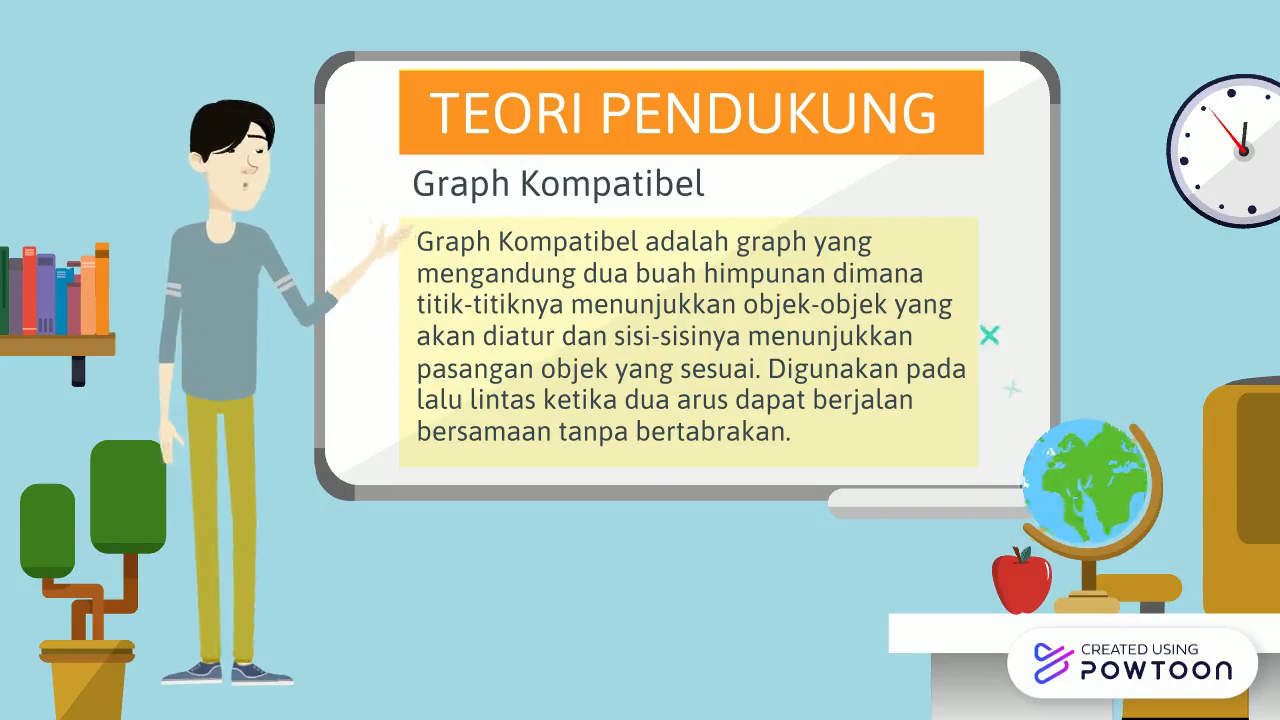 TEORI PENDUKUNG
Graph Kompatibel
Graph Kompatibel adalah graph yang
mengandung dua buah himpunan dimana
titik-titiknya menunjukkan objek-objek yang
akan diatur dan sisi-sisinya menunjukkan
pasangan objek yang sesuai. Digunakan pada
lalu lintas ketika dua arus dapat berjalan
bersamaan tanpa bertabrakan.
CREATED USING
POWTOON